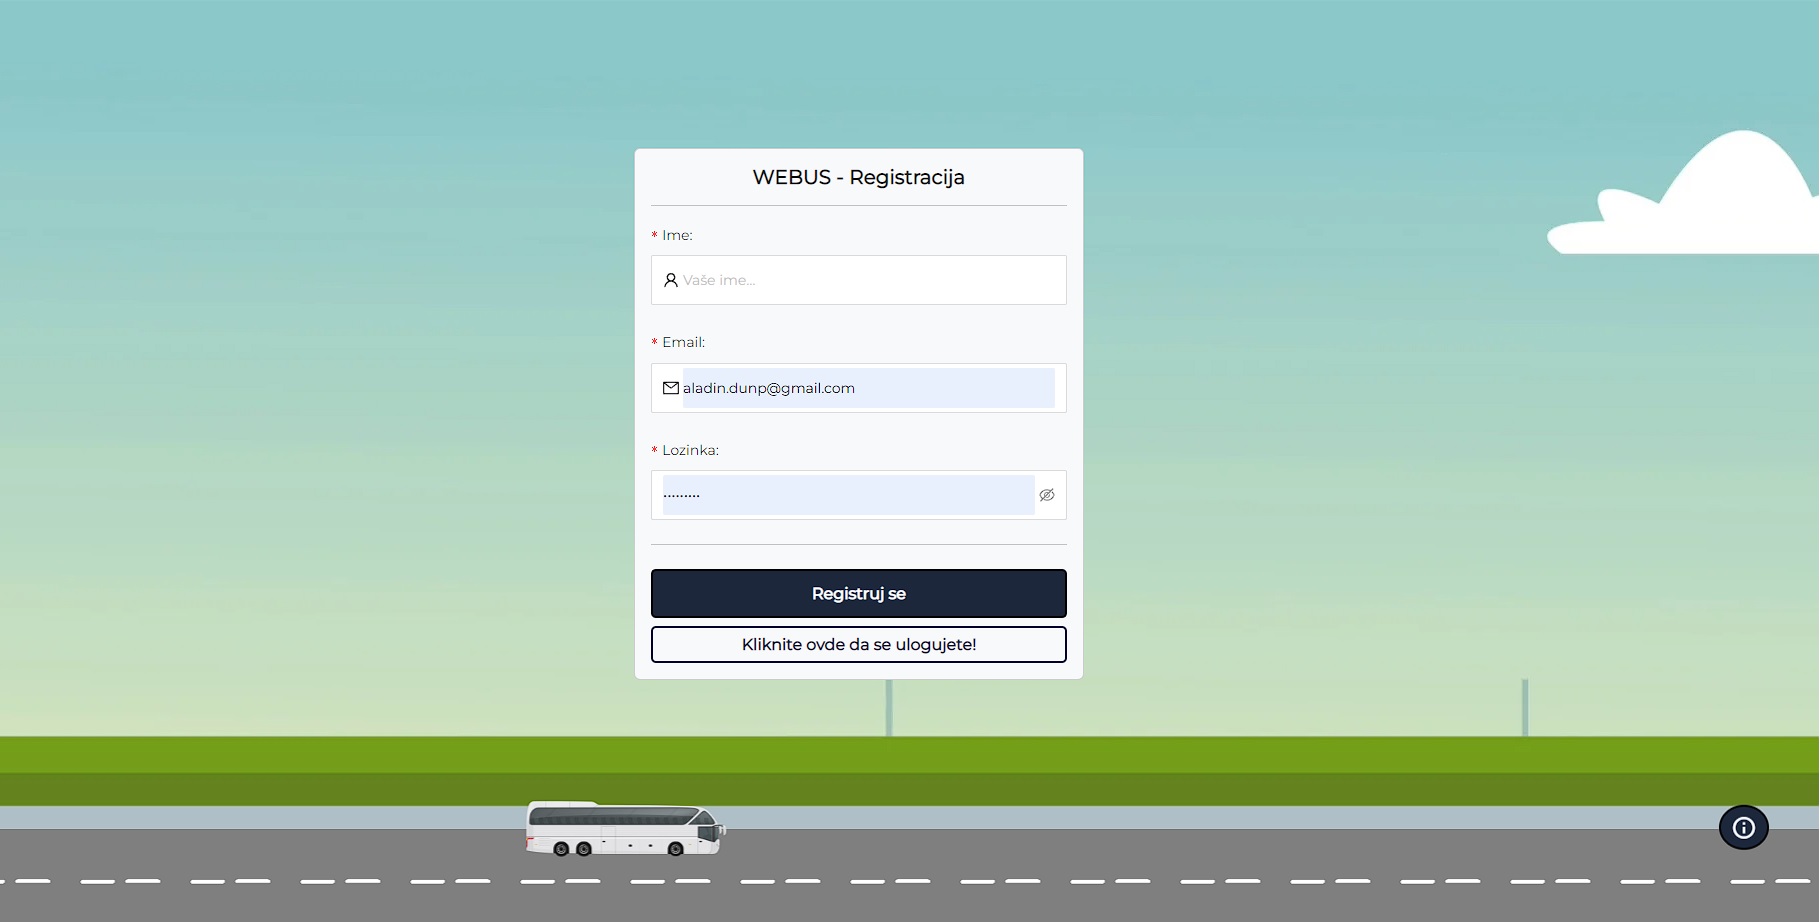 WEBUS - Registracija
* Ime:
Vaše ime...
* Email:
aladin.dunp@gmail.com
* Lozinka:
•••••••••
Registruj se
Kliknite ovde da se ulogujete!